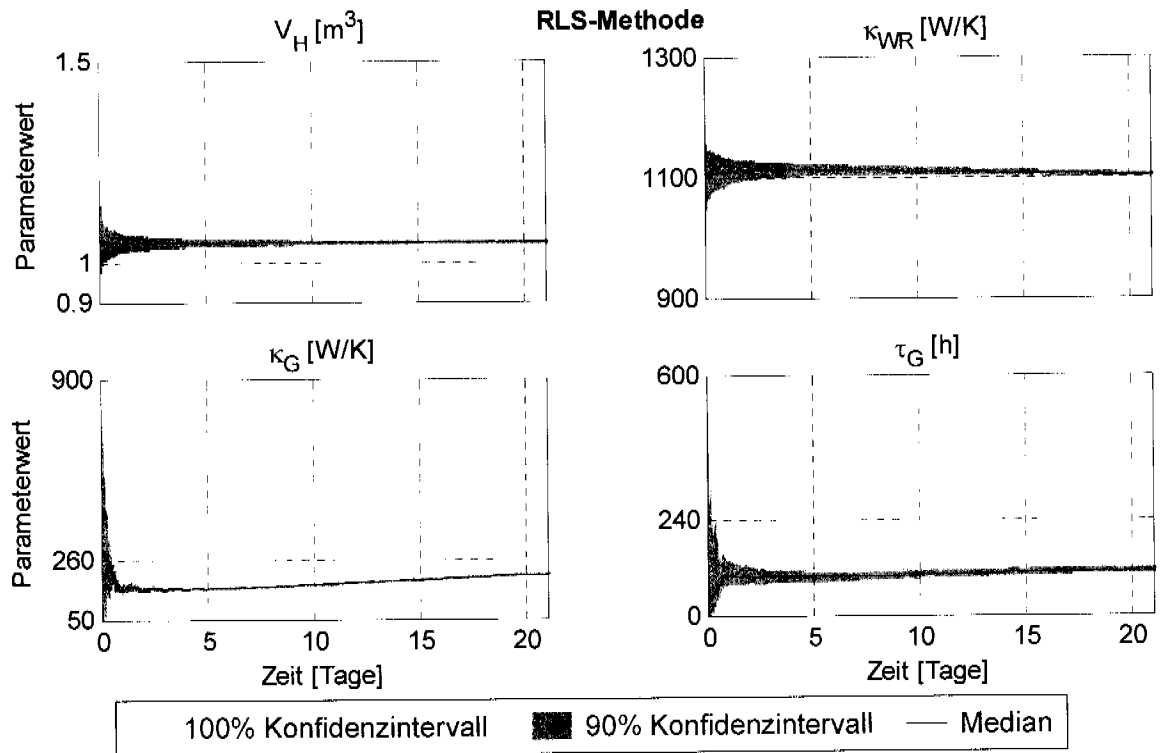 RLS-Methode
V_H [m³]
κ_WR [W/K]
Parameterwert
1.5
1
0.9
1300
1100
900
κ_G [W/K]
τ_G [h]
Parameterwert
900
260
50
0 5 10 15 20
Zeit [Tage]
600
240
0
0 5 10 15 20
Zeit [Tage]
100% Konfidenzintervall 90% Konfidenzintervall Median